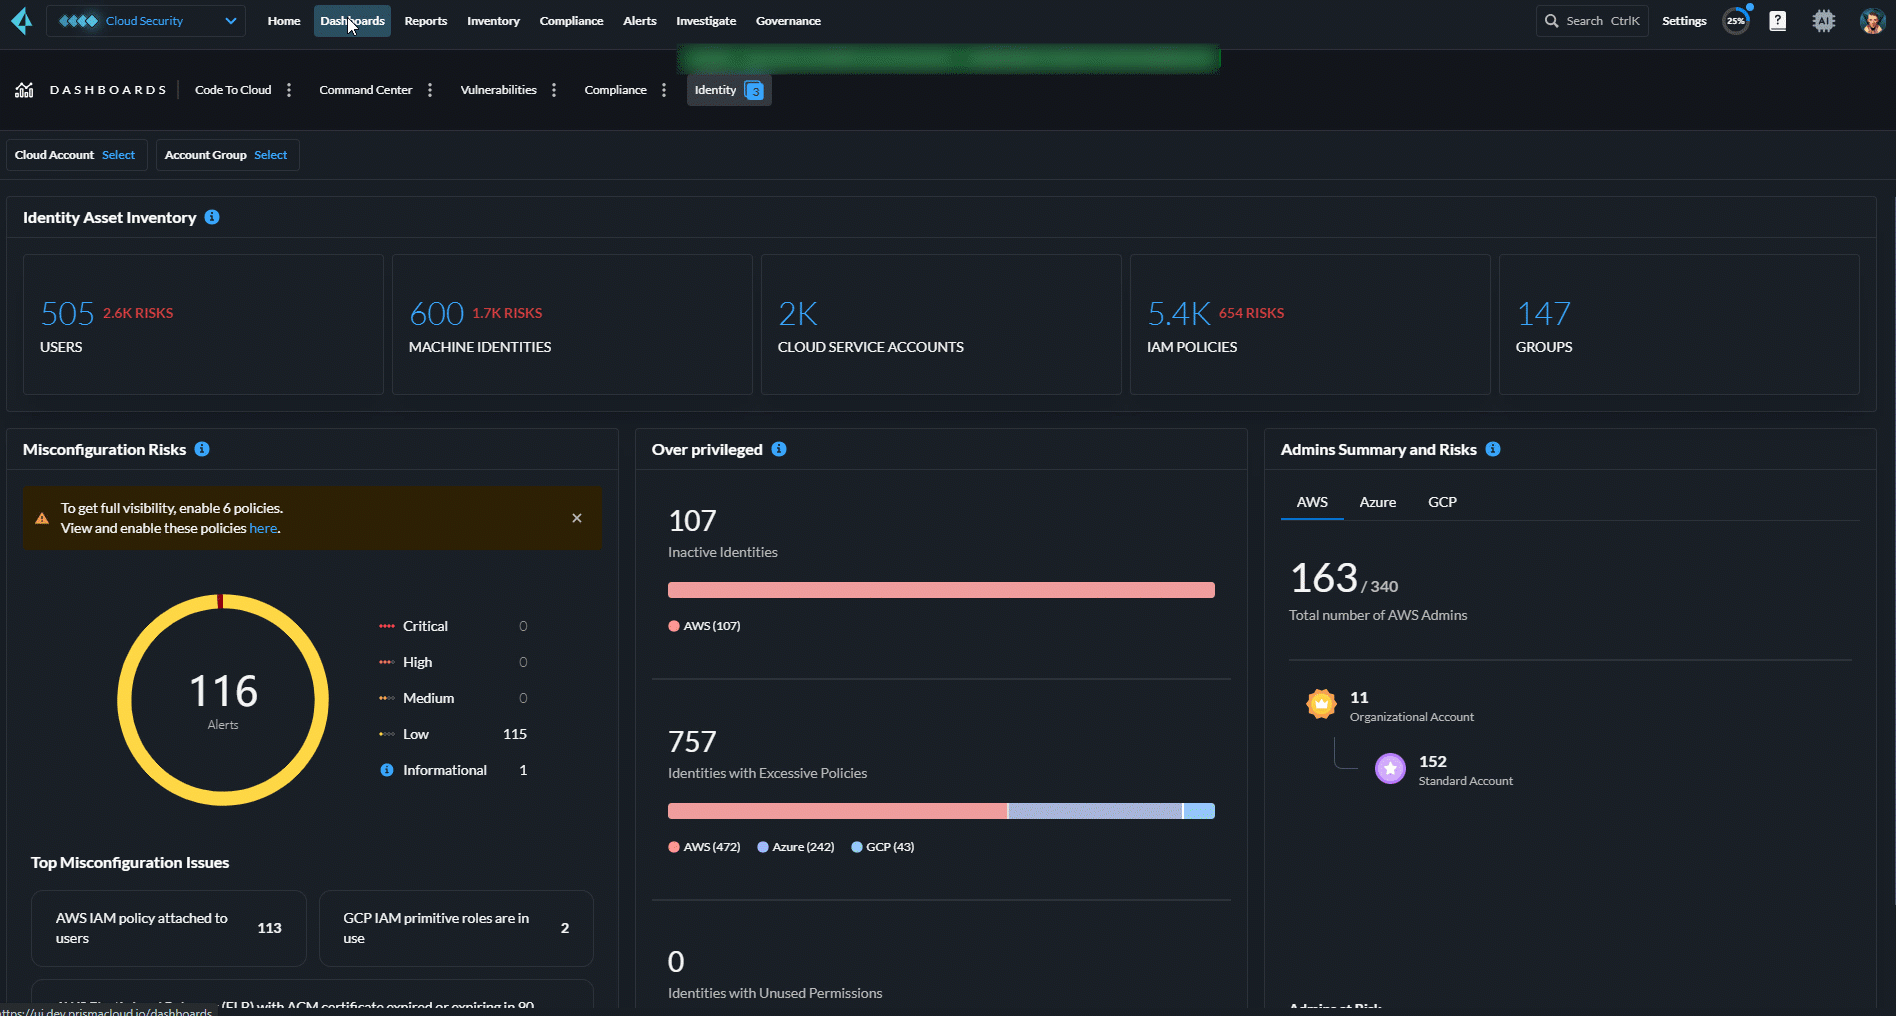 Cloud Security
Home
Dashboards
Reports
Inventory
Compliance
Alerts
Investigate
Governance
Search CtrlK
Settings
25%
?
AI
DASHBOARDS
Code To Cloud
Command Center
Vulnerabilities
Compliance
Identity 3
Cloud Account Select
Account Group Select
Identity Asset Inventory
505 2.6K RISKS
USERS
600 1.7K RISKS
MACHINE IDENTITIES
2K
CLOUD SERVICE ACCOUNTS
5.4K 654 RISKS
IAM POLICIES
147
GROUPS
Misconfiguration Risks
To get full visibility, enable 6 policies.
View and enable these policies here.
116
Alerts
Critical 0
High 0
Medium 0
Low 115
Informational 1
Top Misconfiguration Issues
AWS IAM policy attached to
users
113
GCP IAM primitive roles are in
use
2
(ELB) with ACM certificate expired or expiring in 90
Over privileged
107
Inactive Identities
AWS (107)
757
Identities with Excessive Policies
AWS (472) Azure (242) GCP (43)
0
Identities with Unused Permissions
Admins Summary and Risks
AWS Azure GCP
163 / 340
Total number of AWS Admins
11
Organizational Account
152
Standard Account
Admins at Risk
ttps://ui.dev.prismacloud.io/dashboards